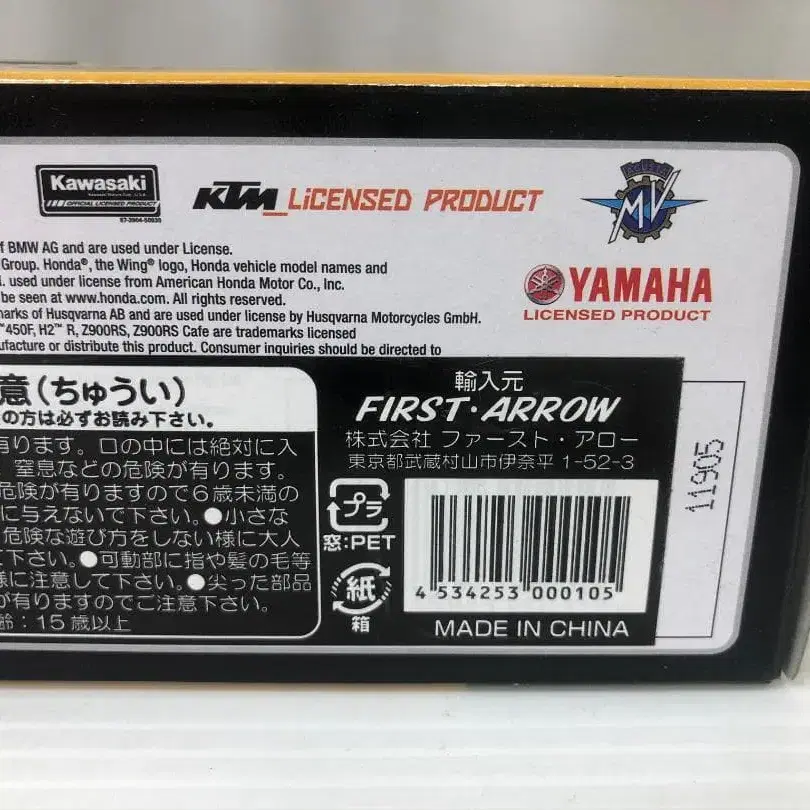 Kawasaki
OFFICIAL LICENSED PRODUCT
KTM LiCENSED PRODUCT
MV
of BMW AG and are used under License.
Group. Honda®, the Wing® logo, Honda vehicle model names and
used under license from American Honda Motor Co., Inc.
be seen at www.honda.com. All rights reserved.
marks of Husqvarna AB and are used under license by Husqvarna Motorcycles GmbH.
™450F, H2™ R, Z900RS, Z900RS Cafe are trademarks licensed
facture or distribute this product. Consumer inquiries should be directed to
YAMAHA
LICENSED PRODUCT
意(ちゅうい)
の方は必ずお読み下さい。
有ります。口の中には絶対に入
窒息などの危険が有ります。
危険が有りますので6歳未満の
に与えないで下さい。●小さな
危険な遊び方をしない様に大人
て下さい。●可動部に指や髪の毛等
様に注意して下さい。●尖った部品
が有りますのでご注意下さい。
齢:15歳以上
輸入元
FIRST・ARROW
株式会社 ファースト・アロー
東京都武蔵村山市伊奈平 1-52-3
プラ
窓:PET
紙
箱
4 534253 000105
MADE IN CHINA
11905